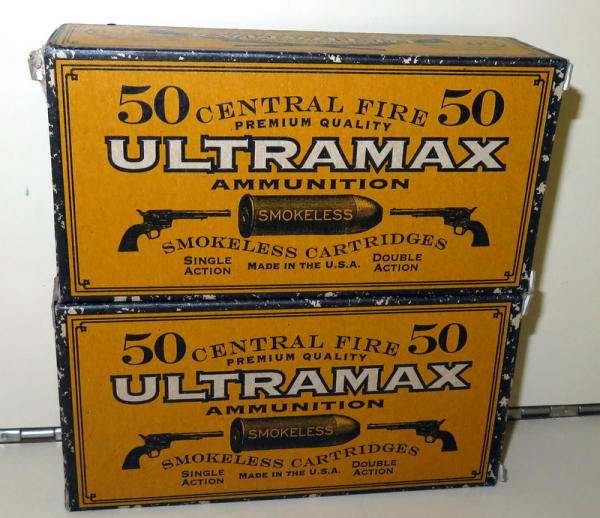 50 CENTRAL FIRE 50
PREMIUM QUALITY
ULTRAMAX
AMMUNITION
SMOKELESS
SMOKELESS CARTRIDGES
SINGLE ACTION MADE IN THE U.S.A. DOUBLE ACTION
50 CENTRAL FIRE 50
PREMIUM QUALITY
ULTRAMAX
AMMUNITION
SMOKELESS
SMOKELESS CARTRIDGES
SINGLE ACTION MADE IN THE U.S.A. DOUBLE ACTION